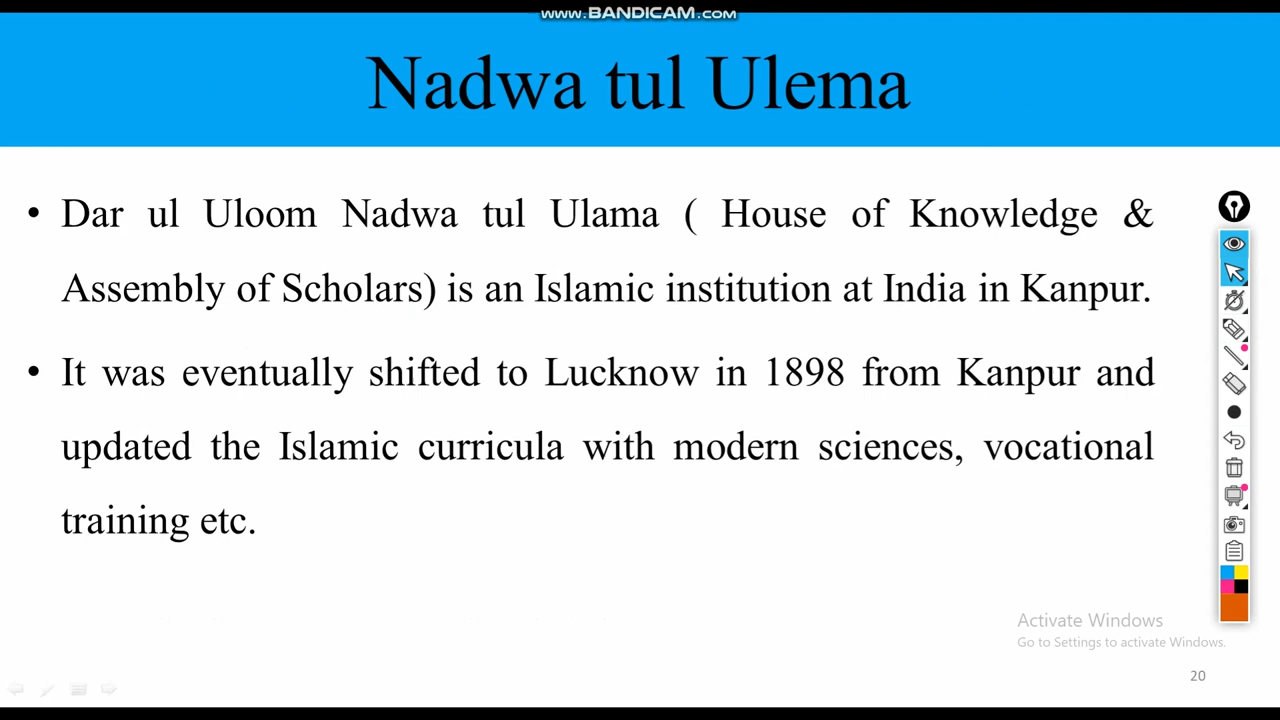 www.BANDICAM.com
Nadwa tul Ulema
• Dar ul Uloom Nadwa tul Ulama ( House of Knowledge &
Assembly of Scholars) is an Islamic institution at India in Kanpur.
• It was eventually shifted to Lucknow in 1898 from Kanpur and
updated the Islamic curricula with modern sciences, vocational
training etc.
Activate Windows
Go to Settings to activate Windows.
20